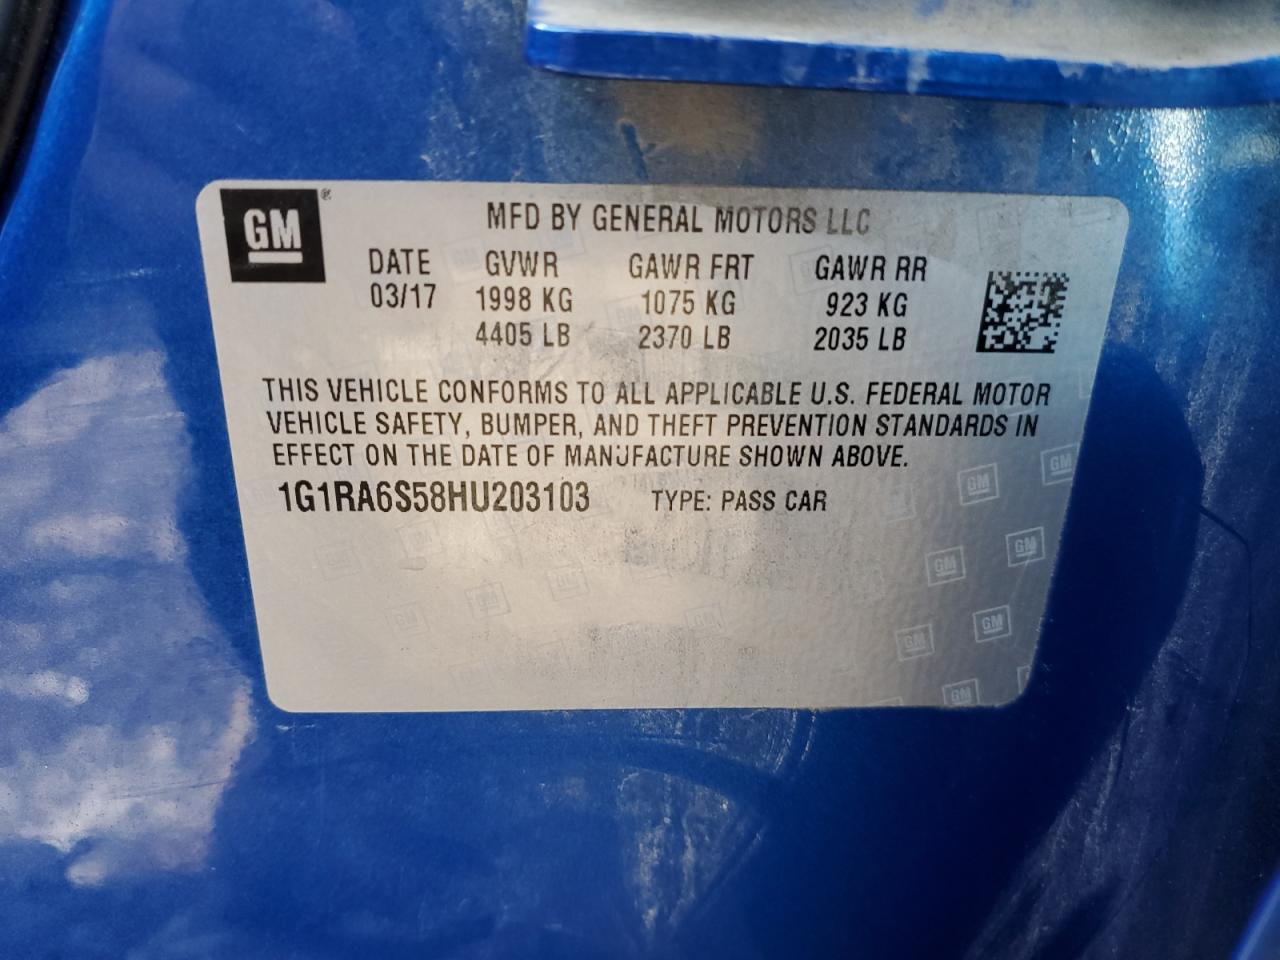 GM ®
MFD BY GENERAL MOTORS LLC
DATE GVWR GAWR FRT GAWR RR
03/17 1998 KG 1075 KG 923 KG
4405 LB 2370 LB 2035 LB
THIS VEHICLE CONFORMS TO ALL APPLICABLE U.S. FEDERAL MOTOR
VEHICLE SAFETY, BUMPER, AND THEFT PREVENTION STANDARDS IN
EFFECT ON THE DATE OF MANUFACTURE SHOWN ABOVE.
1G1RA6S58HU203103 TYPE: PASS CAR